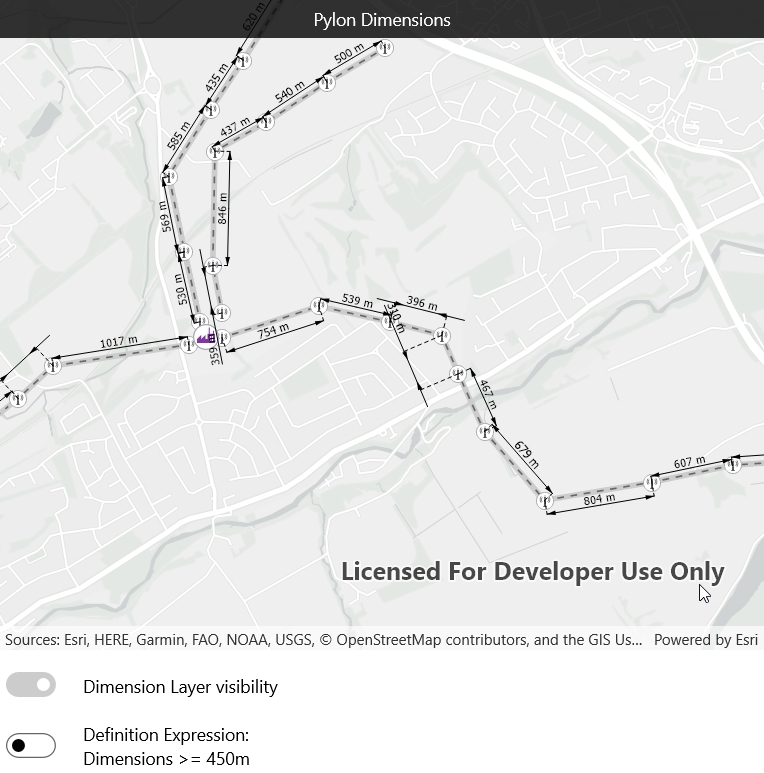 Pylon Dimensions
620 m
500 m
435 m
540 m
585 m
437 m
569 m
846 m
530 m
539 m
396 m
310 m
754 m
359 m
1017 m
467 m
679 m
607 m
804 m
Licensed For Developer Use Only
Sources: Esri, HERE, Garmin, FAO, NOAA, USGS, © OpenStreetMap contributors, and the GIS Us... Powered by Esri
Dimension Layer visibility
Definition Expression:
Dimensions >= 450m